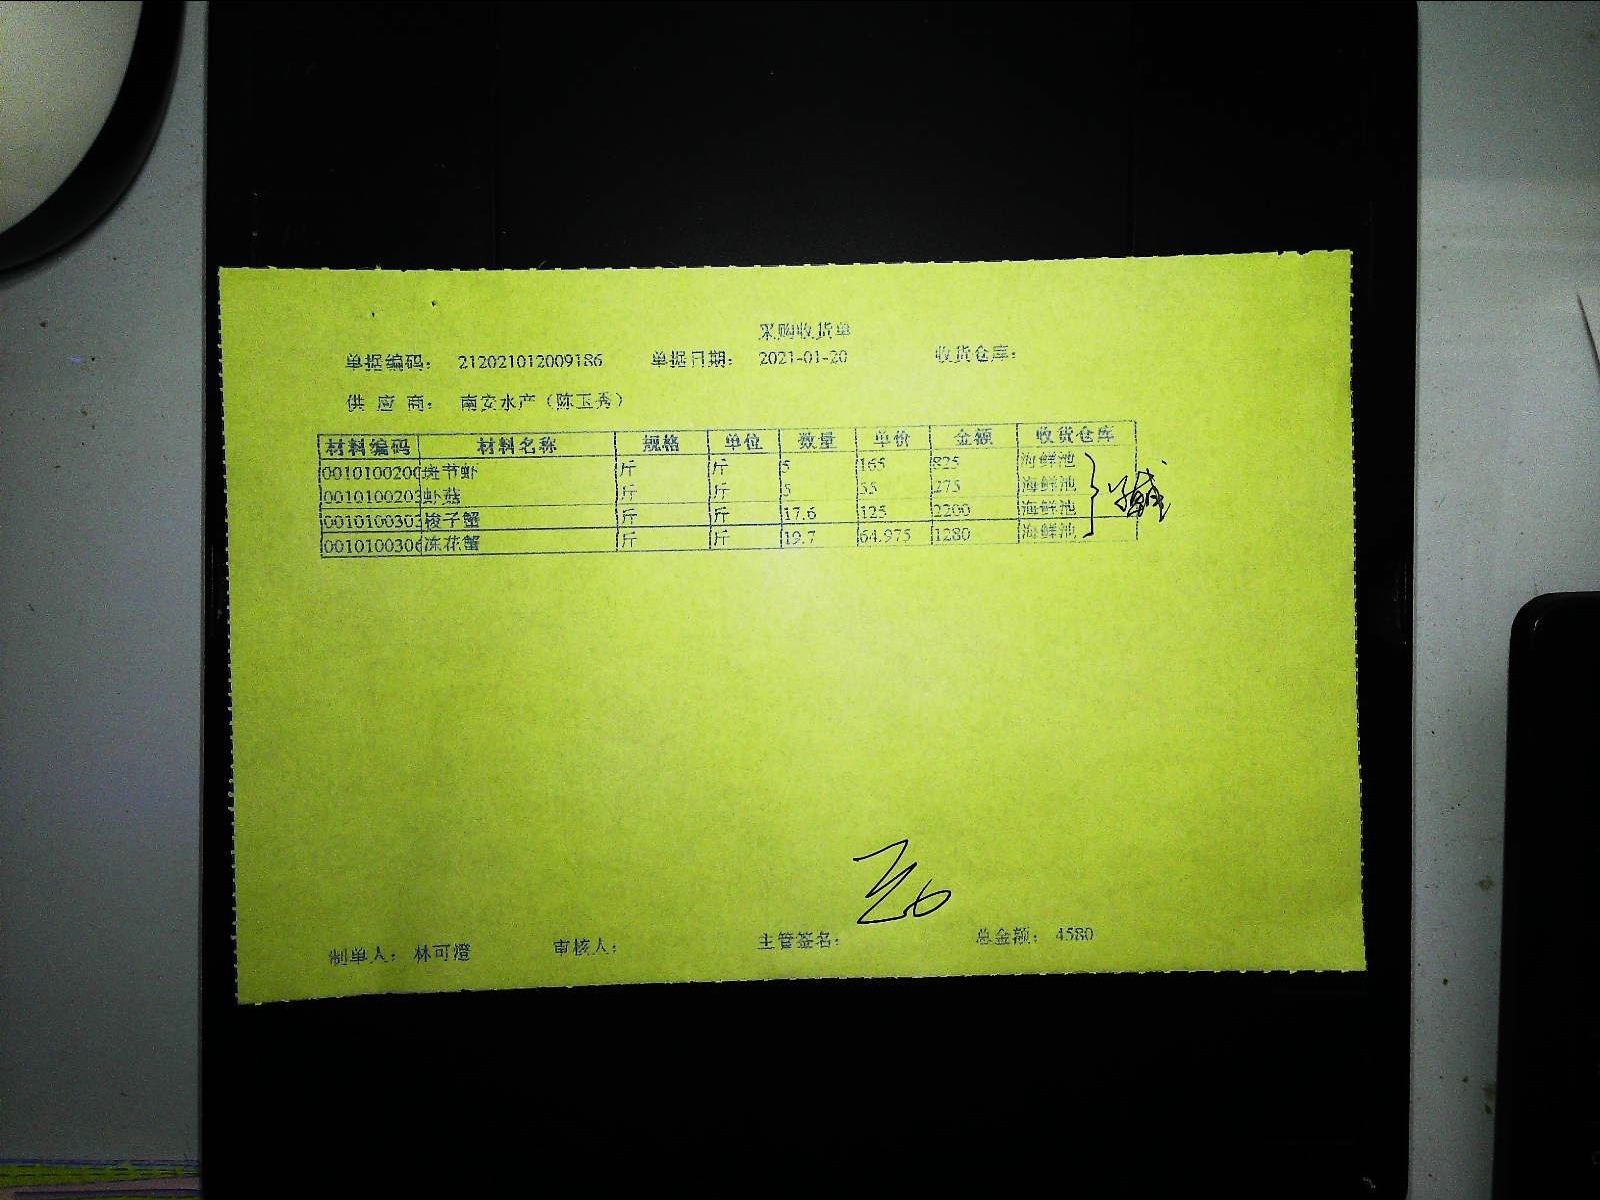 采购收货单
单据编码： 212021012009186 单据日期： 2021-01-20 收货仓库：
供 应 商： 南安水产（陈玉秀）
材料编码 材料名称 规格 单位 数量 单价 金额 收货仓库
0010100200 斑节虾 斤 斤 5 165 825 海鲜池
0010100203 虾菇 斤 斤 5 55 275 海鲜池
0010100303 梭子蟹 斤 斤 17.6 125 2200 海鲜池
0010100306 冻花蟹 斤 斤 19.7 64.975 1280 海鲜池
制单人： 林可燈 审核人： 主管签名： 总金额： 4580